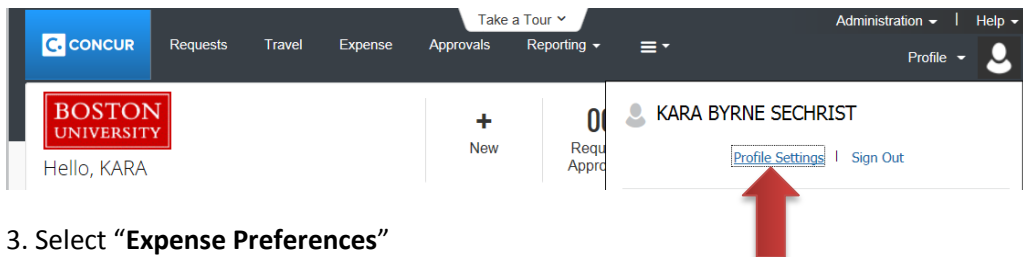 Take a Tour
Administration | Help
C. CONCUR Requests Travel Expense Approvals Reporting
Profile
BOSTON
UNIVERSITY
Hello, KARA
+
New
KARA BYRNE SECHRIST
Profile Settings | Sign Out
3. Select “Expense Preferences”